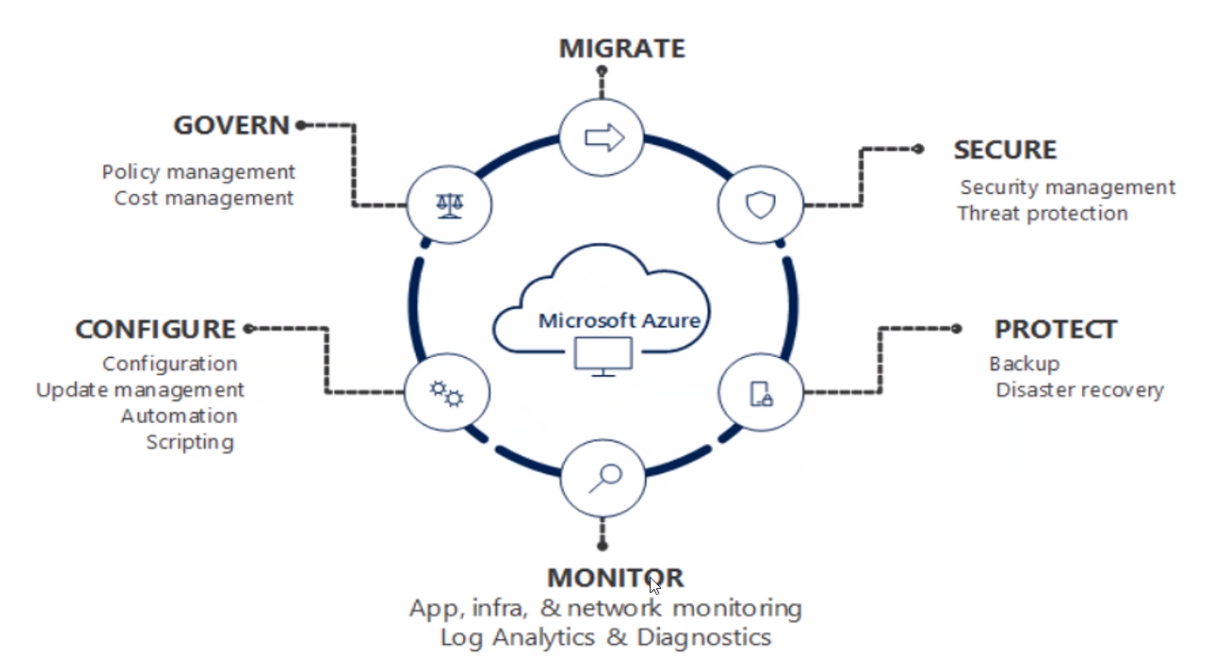 MIGRATE
GOVERN
Policy management
Cost management
SECURE
Security management
Threat protection
Microsoft Azure
CONFIGURE
Configuration
Update management
Automation
Scripting
PROTECT
Backup
Disaster recovery
MONITOR
App, infra, & network monitoring
Log Analytics & Diagnostics